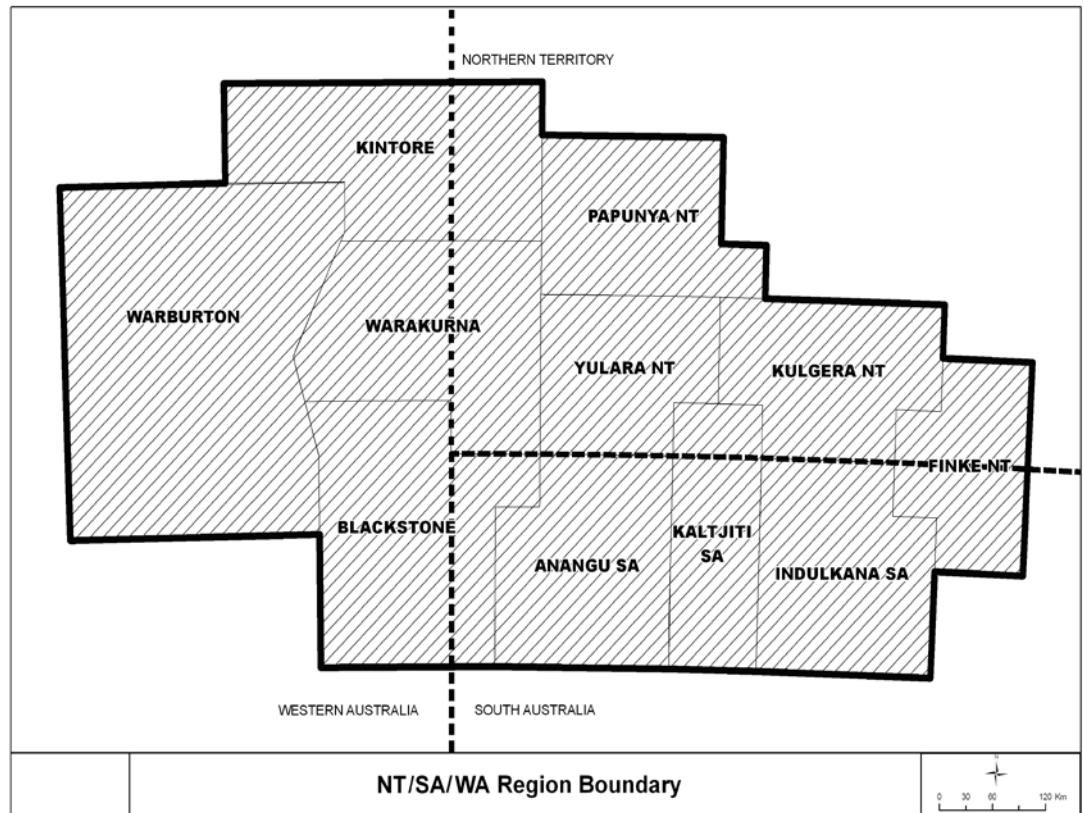 NORTHERN TERRITORY
KINTORE
PAPUNYA NT
WARBURTON
WARAKURNA
YULARA NT
KULGERA NT
FINKE NT
BLACKSTONE
KALTJITI
SA
ANANGU SA
INDULKANA SA
WESTERN AUSTRALIA
SOUTH AUSTRALIA
NT/SA/WA Region Boundary
N
0 30 60 120 Km